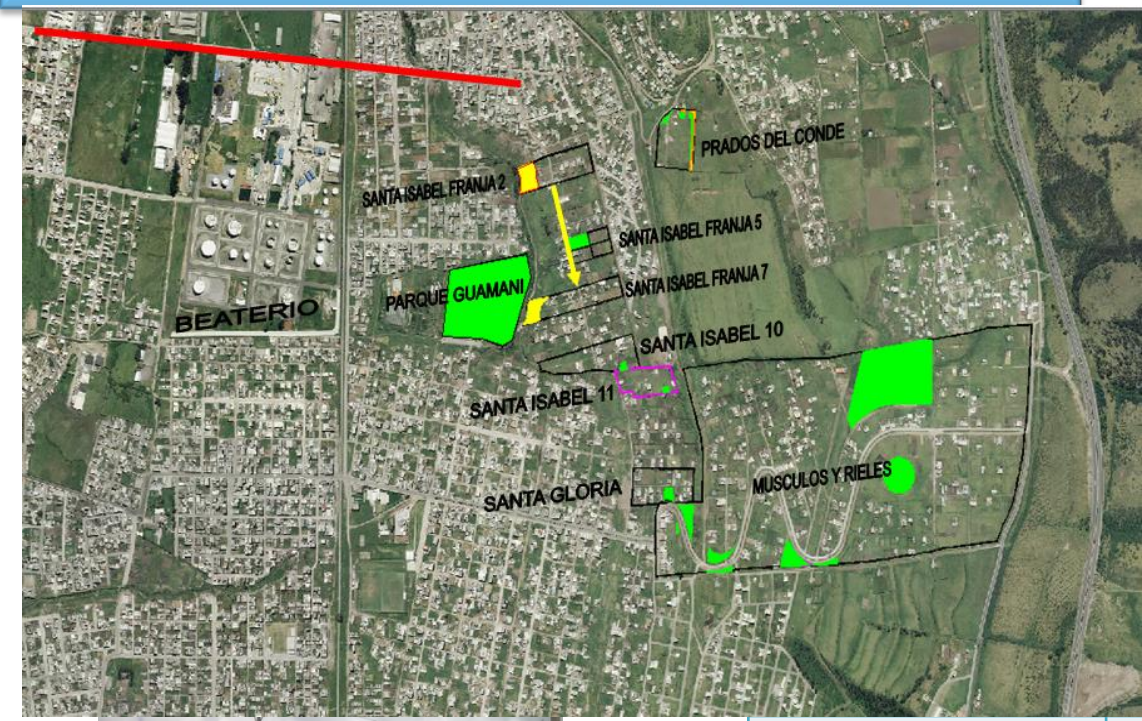 PRADOS DEL CONDE
SANTA ISABEL FRANJA 2
SANTA ISABEL FRANJA 5
PARQUE GUAMANI
SANTA ISABEL FRANJA 7
BEATERIO
SANTA ISABEL 10
SANTA ISABEL 11
MUSCULOS Y RIELES
SANTA GLORIA